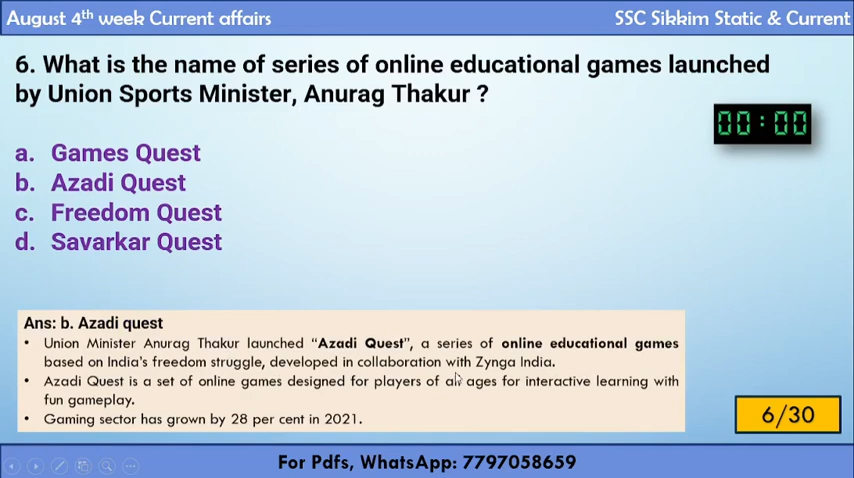 August 4th week Current affairs
SSC Sikkim Static & Current
6. What is the name of series of online educational games launched
by Union Sports Minister, Anurag Thakur ?
00:00
a. Games Quest
b. Azadi Quest
c. Freedom Quest
d. Savarkar Quest
Ans: b. Azadi quest
• Union Minister Anurag Thakur launched “Azadi Quest”, a series of online educational games
based on India's freedom struggle, developed in collaboration with Zynga India.
• Azadi Quest is a set of online games designed for players of all ages for interactive learning with
fun gameplay.
• Gaming sector has grown by 28 per cent in 2021.
6/30
For Pdfs, WhatsApp: 7797058659